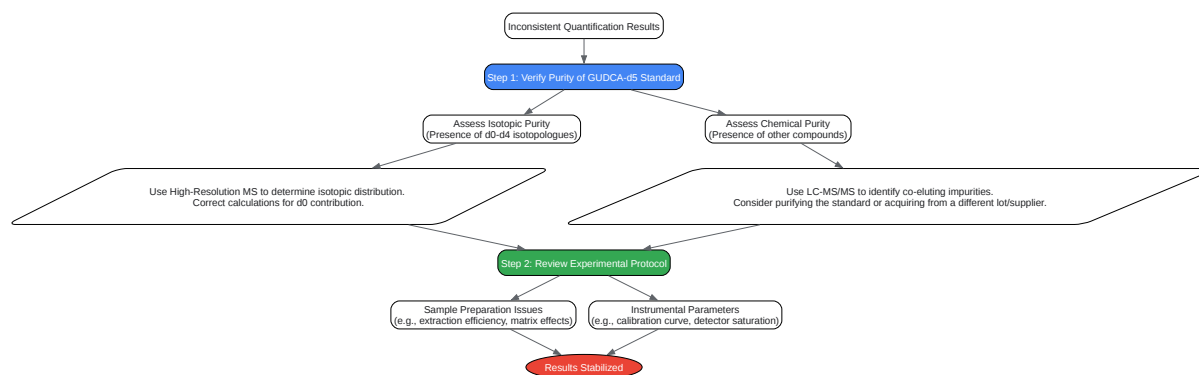 Inconsistent Quantification Results
Step 1: Verify Purity of GUDCA-d5 Standard
Assess Isotopic Purity
(Presence of d0-d4 isotopologues)
Assess Chemical Purity
(Presence of other compounds)
Use High-Resolution MS to determine isotopic distribution.
Correct calculations for d0 contribution.
Use LC-MS/MS to identify co-eluting impurities.
Consider purifying the standard or acquiring from a different lot/supplier.
Step 2: Review Experimental Protocol
Sample Preparation Issues
(e.g., extraction efficiency, matrix effects)
Instrumental Parameters
(e.g., calibration curve, detector saturation)
Results Stabilized